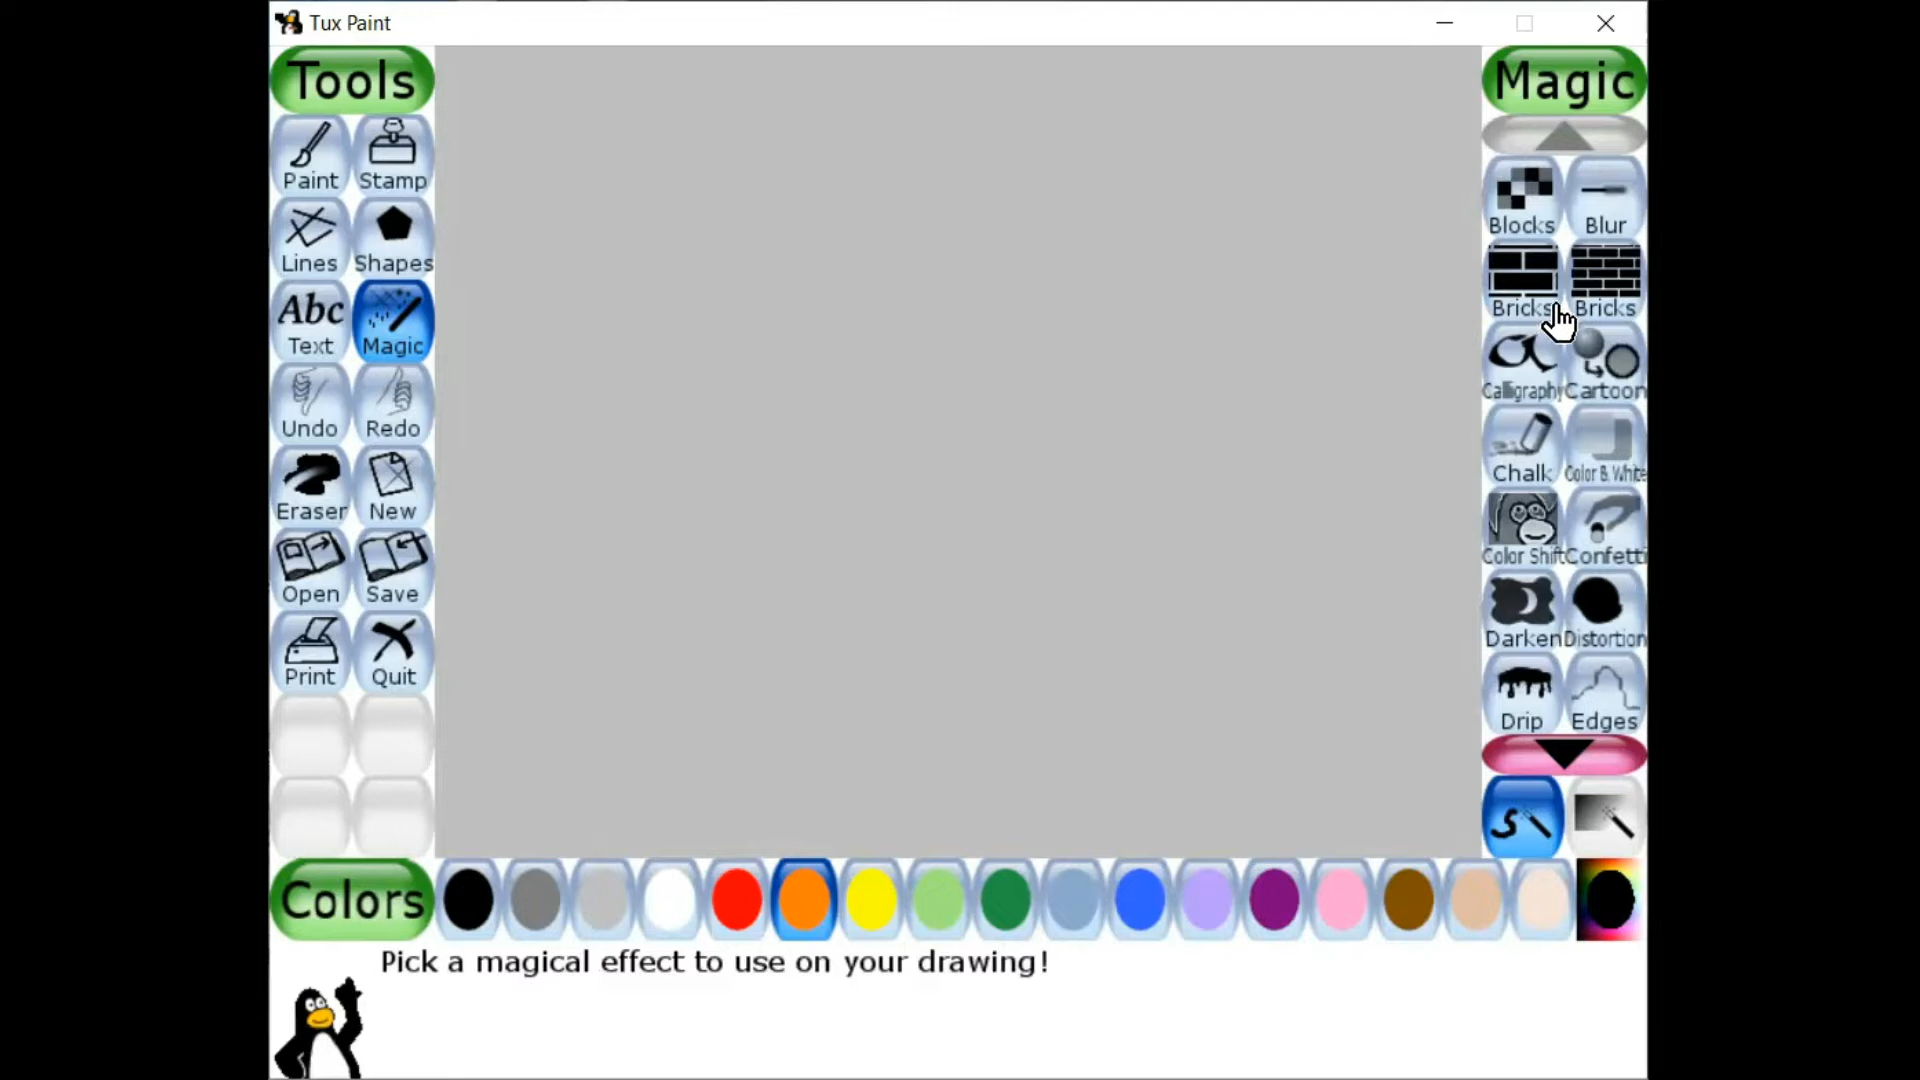 Tux Paint
Tools
Magic
Paint
Stamp
Lines
Shapes
Abc
Text
Magic
Undo
Redo
Eraser
New
Open
Save
Print
Quit
Blocks
Blur
Bricks
Bricks
Calligraphy
Cartoon
Chalk
Color & White
Color Shift
Confetti
Darken
Distortion
Drip
Edges
Colors
Pick a magical effect to use on your drawing!